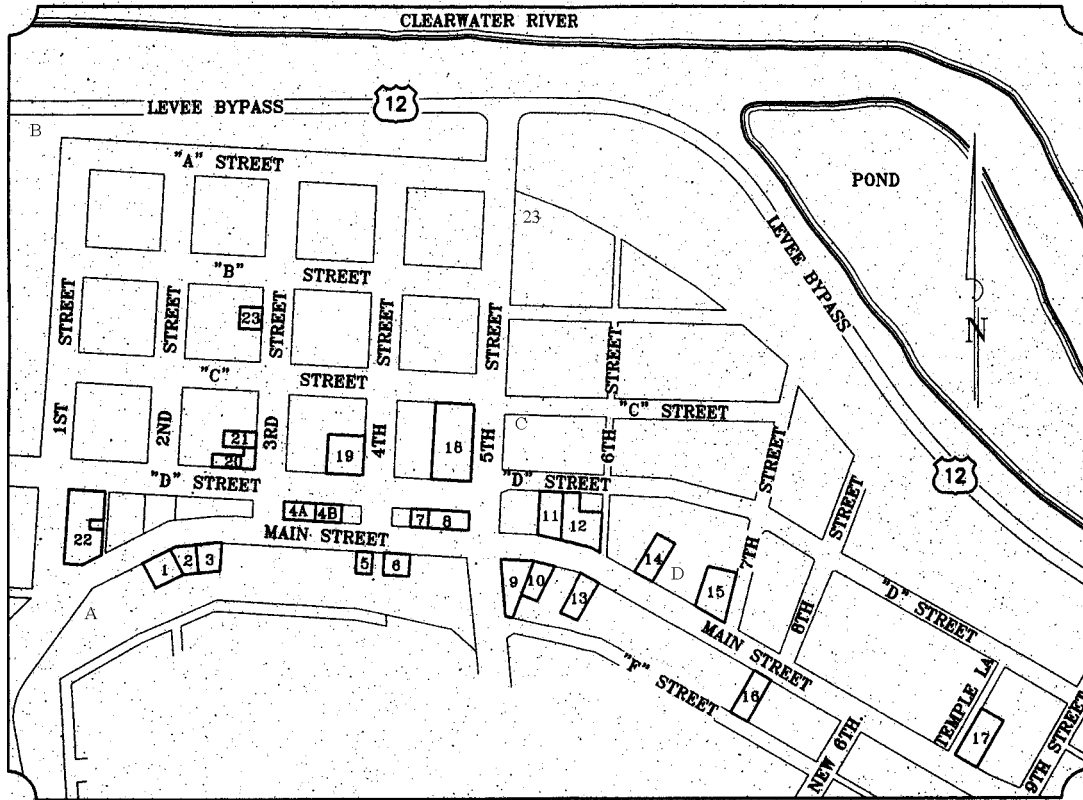 CLEARWATER RIVER
LEVEE BYPASS
12
B
"A" STREET
POND
23
LEVEE BYPASS
"B" STREET
N
STREET
STREET
23
STREET
STREET
STREET
STREET
"C" STREET
"C" STREET
1ST
2ND
21
20
3RD
19
4TH
18
5TH
C
6TH
STREET
12
"D" STREET
"D" STREET
STREET
22
4A
4B
7
8
11
12
MAIN STREET
1
2
3
5
6
9
10
13
14
D
15
7TH
8TH
"D" STREET
A
MAIN STREET
"F" STREET
16
TEMPLE LA
17
NEW 6TH
9TH STREET